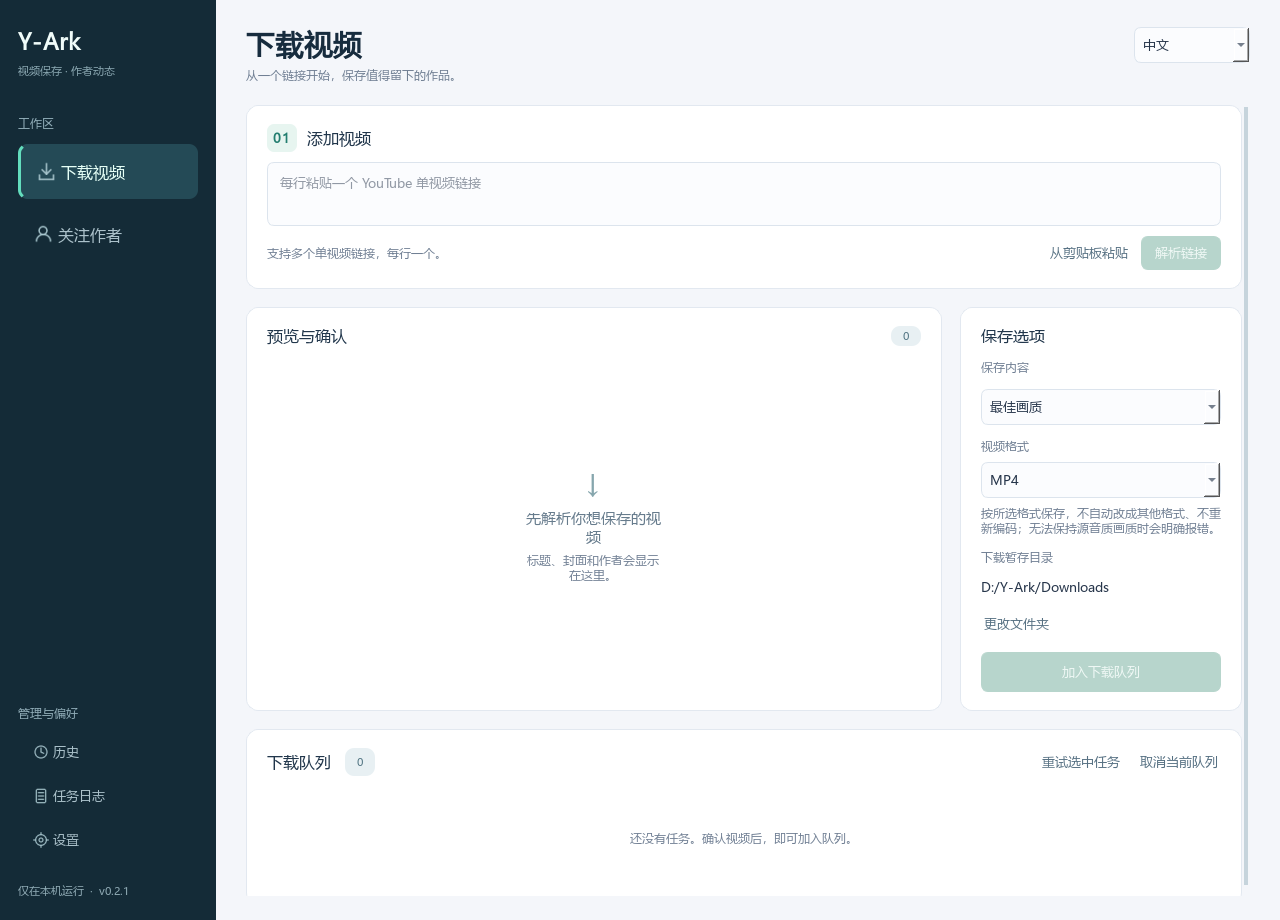 Y-Ark
视频保存 · 作者动态
工作区
下载视频
关注作者
管理与偏好
历史
任务日志
设置
仅在本机运行 · v0.2.1
下载视频
从一个链接开始，保存值得留下的作品。
中文
01 添加视频
每行粘贴一个 YouTube 单视频链接
支持多个单视频链接，每行一个。
从剪贴板粘贴
解析链接
预览与确认
0
↓
先解析你想保存的视
频
标题、封面和作者会显示
在这里。
保存选项
保存内容
最佳画质
视频格式
MP4
按所选格式保存，不自动改成其他格式、不重
新编码；无法保持源音质画质时会明确报错。
下载暂存目录
D:/Y-Ark/Downloads
更改文件夹
加入下载队列
下载队列
0
重试选中任务
取消当前队列
还没有任务。确认视频后，即可加入队列。